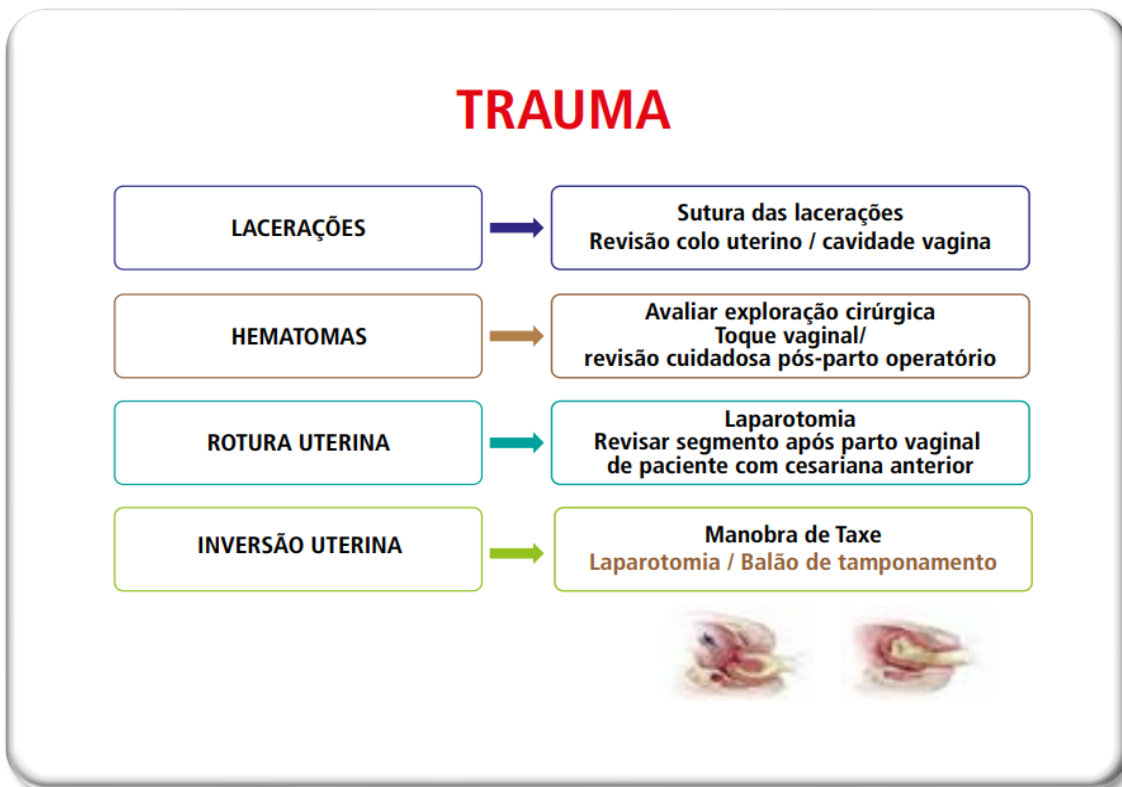 TRAUMA
LACERAÇÕES
Sutura das lacerações
Revisão colo uterino / cavidade vagina
HEMATOMAS
Avaliar exploração cirúrgica
Toque vaginal/
revisão cuidadosa pós-parto operatório
ROTURA UTERINA
Laparotomia
Revisar segmento após parto vaginal
de paciente com cesariana anterior
INVERSÃO UTERINA
Manobra de Taxe
Laparotomia / Balão de tamponamento